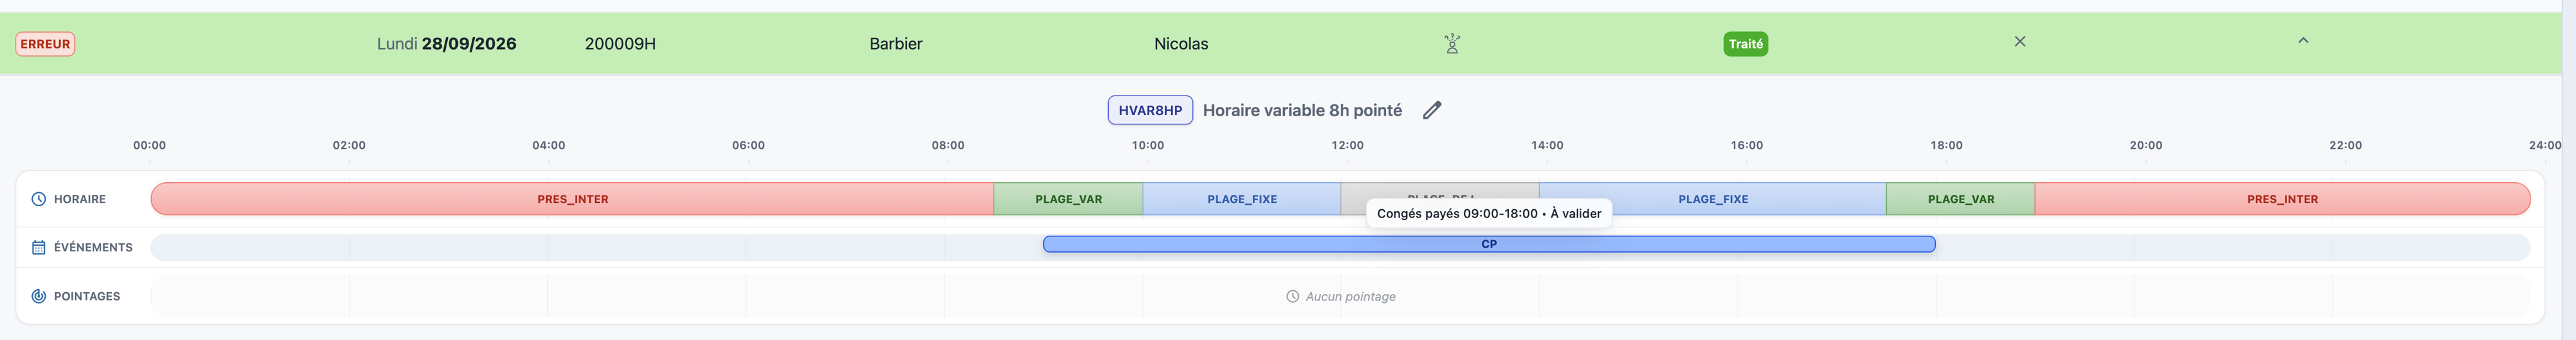 ERREUR Lundi 28/09/2026 200009H Barbier Nicolas Traité
HVAR8HP Horaire variable 8h pointé
00:00 02:00 04:00 06:00 08:00 10:00 12:00 14:00 16:00 18:00 20:00 22:00 24:00
HORAIRE PRES_INTER PLAGE_VAR PLAGE_FIXE PLAGE_FIXE PLAGE_VAR PRES_INTER
Congés payés 09:00-18:00 • À valider
ÉVÉNEMENTS CP
POINTAGES Aucun pointage